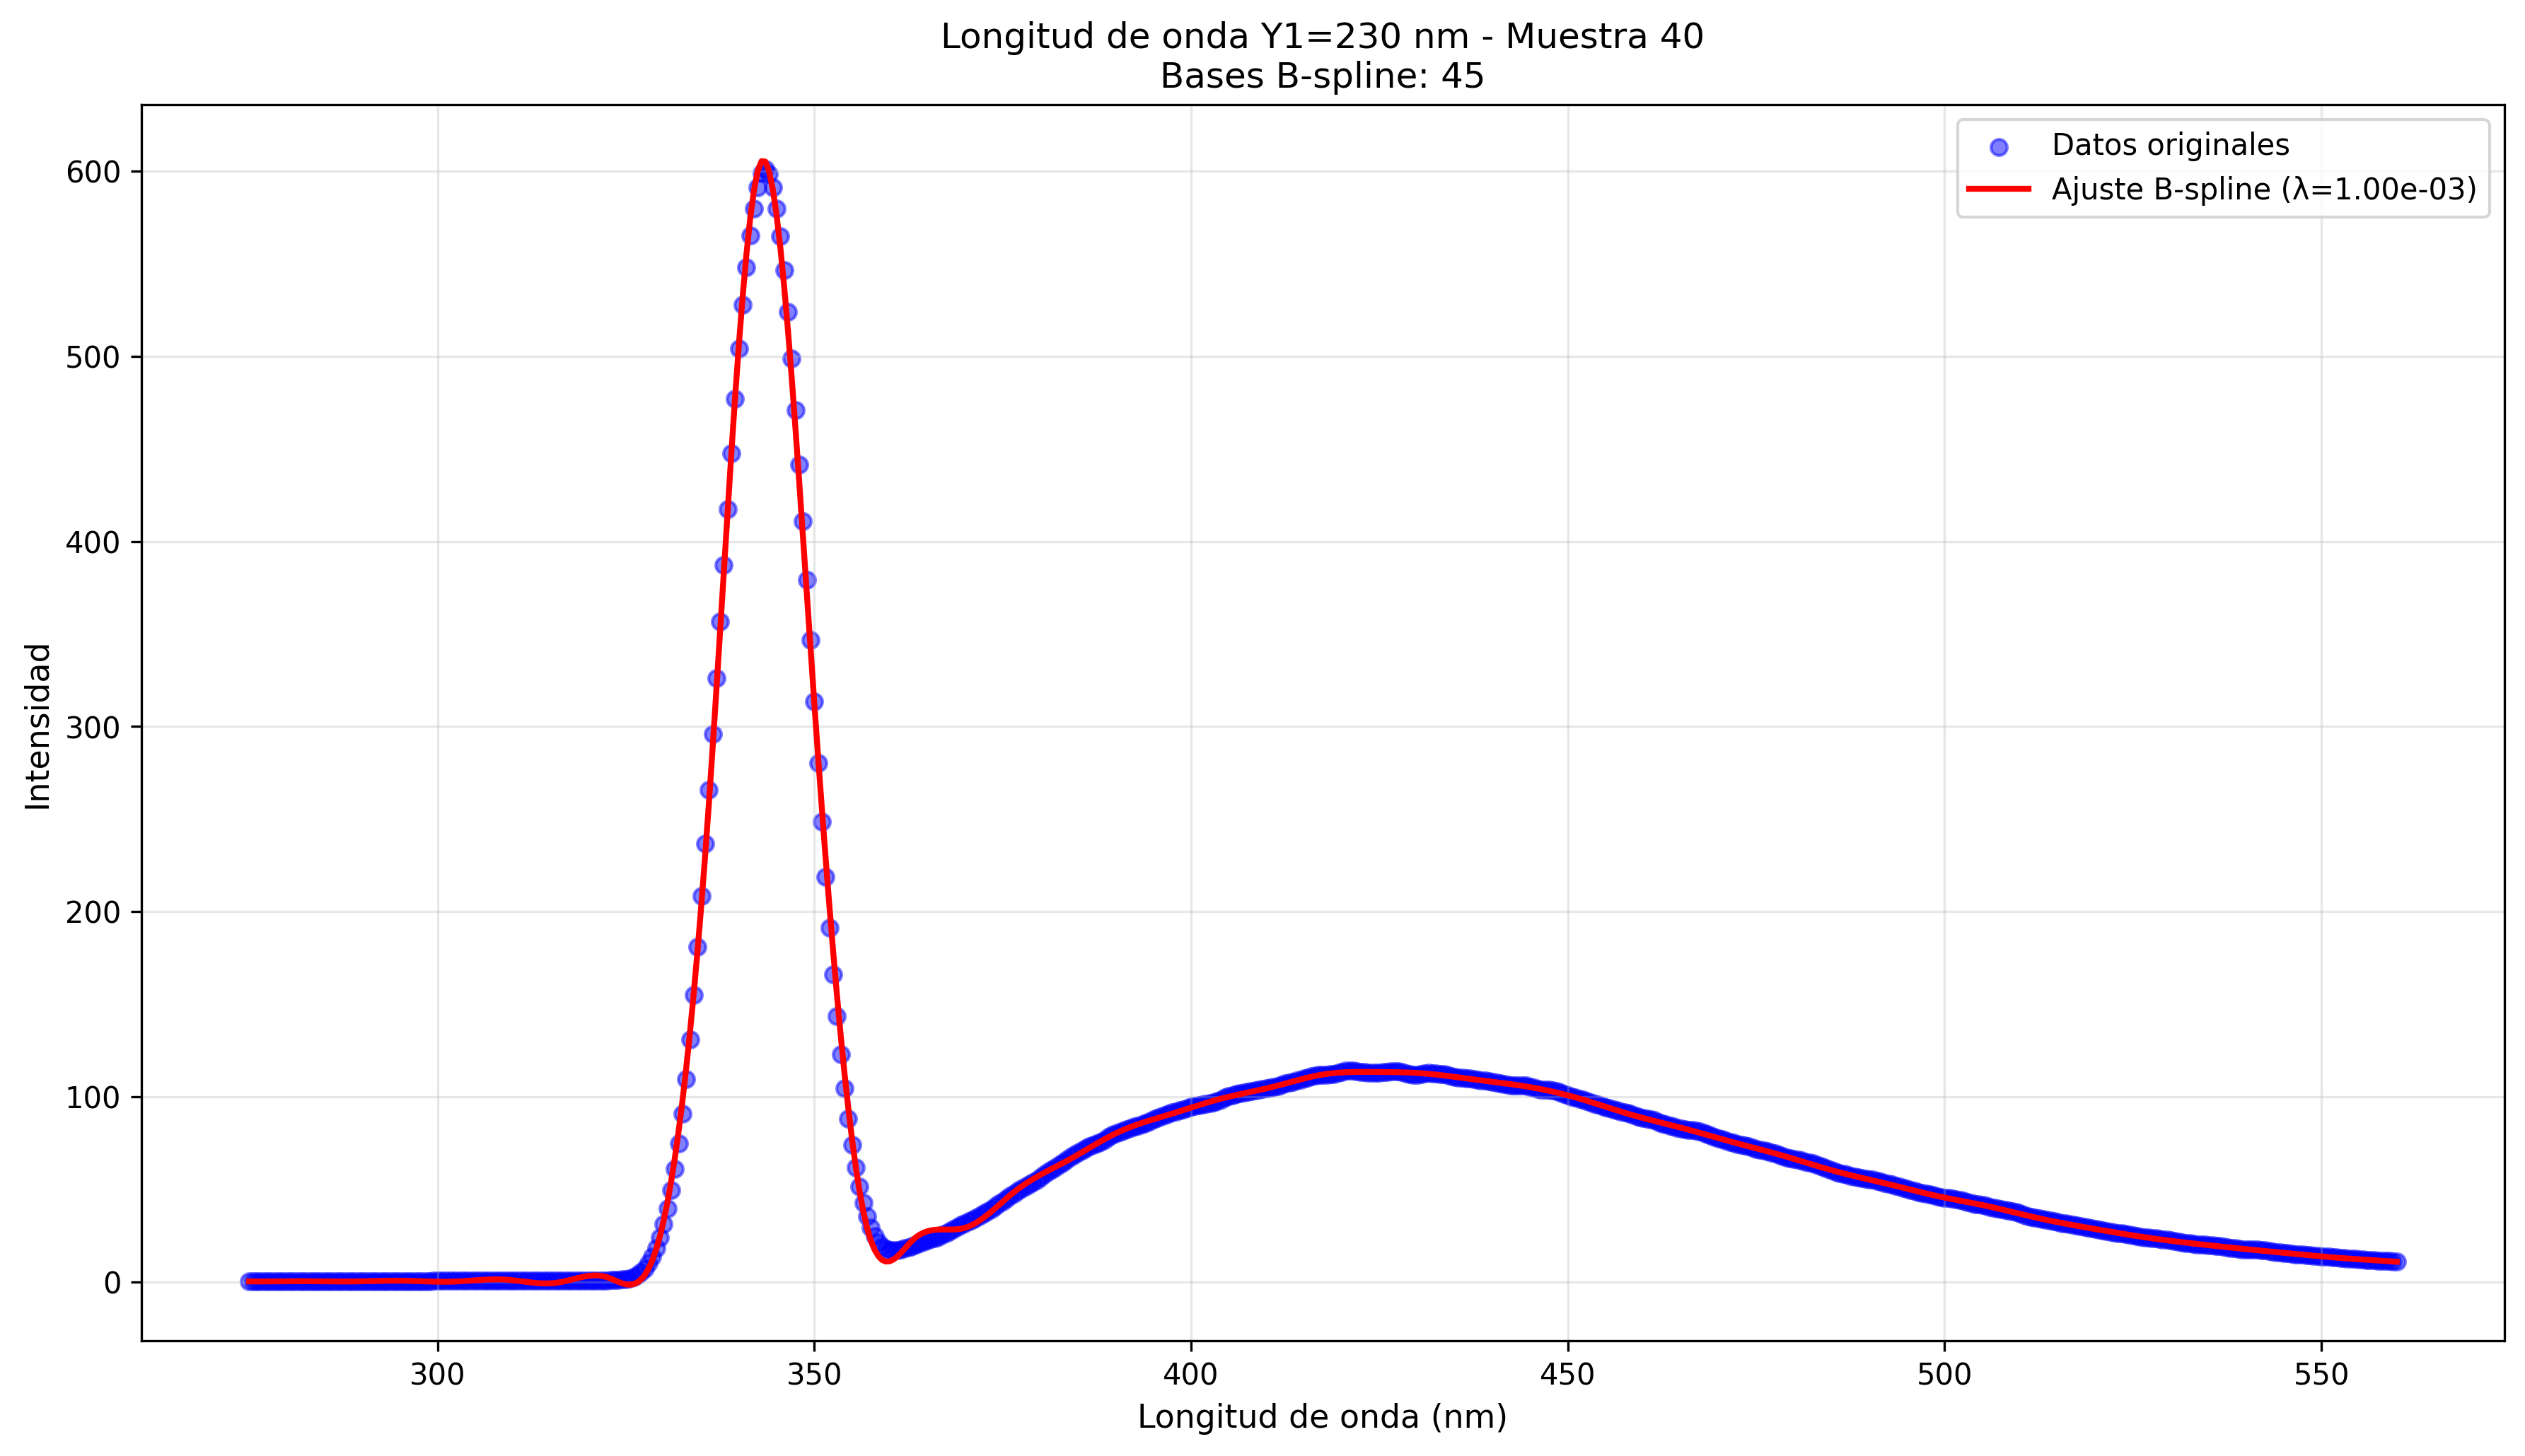 Longitud de onda Y1=230 nm - Muestra 40
Bases B-spline: 45
Datos originales
Ajuste B-spline (λ=1.00e-03)
Intensidad
600
500
400
300
200
100
0
300
350
400
450
500
550
Longitud de onda (nm)